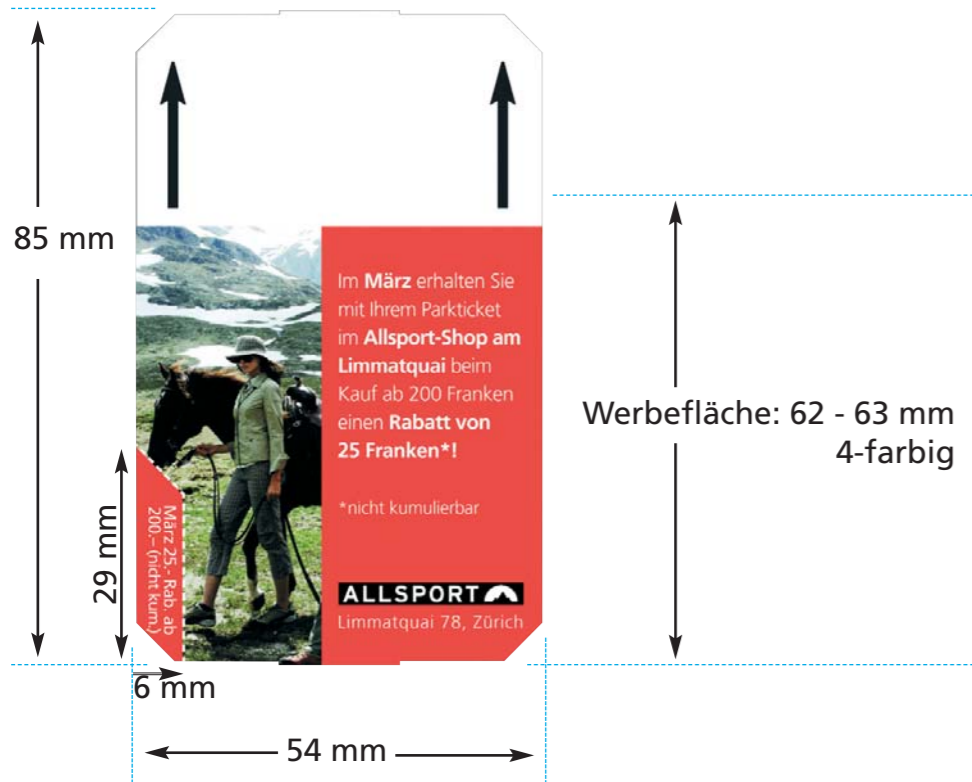 85 mm
Im März erhalten Sie
mit Ihrem Parkticket
im Allsport-Shop am
Limmatquai beim
Kauf ab 200 Franken
einen Rabatt von
25 Franken*!
*nicht kumulierbar
ALLSPORT
Limmatquai 78, Zürich
Werbefläche: 62 - 63 mm
4-farbig
29 mm
März 25.- Rab. ab
200.– (nicht kum.)
6 mm
54 mm